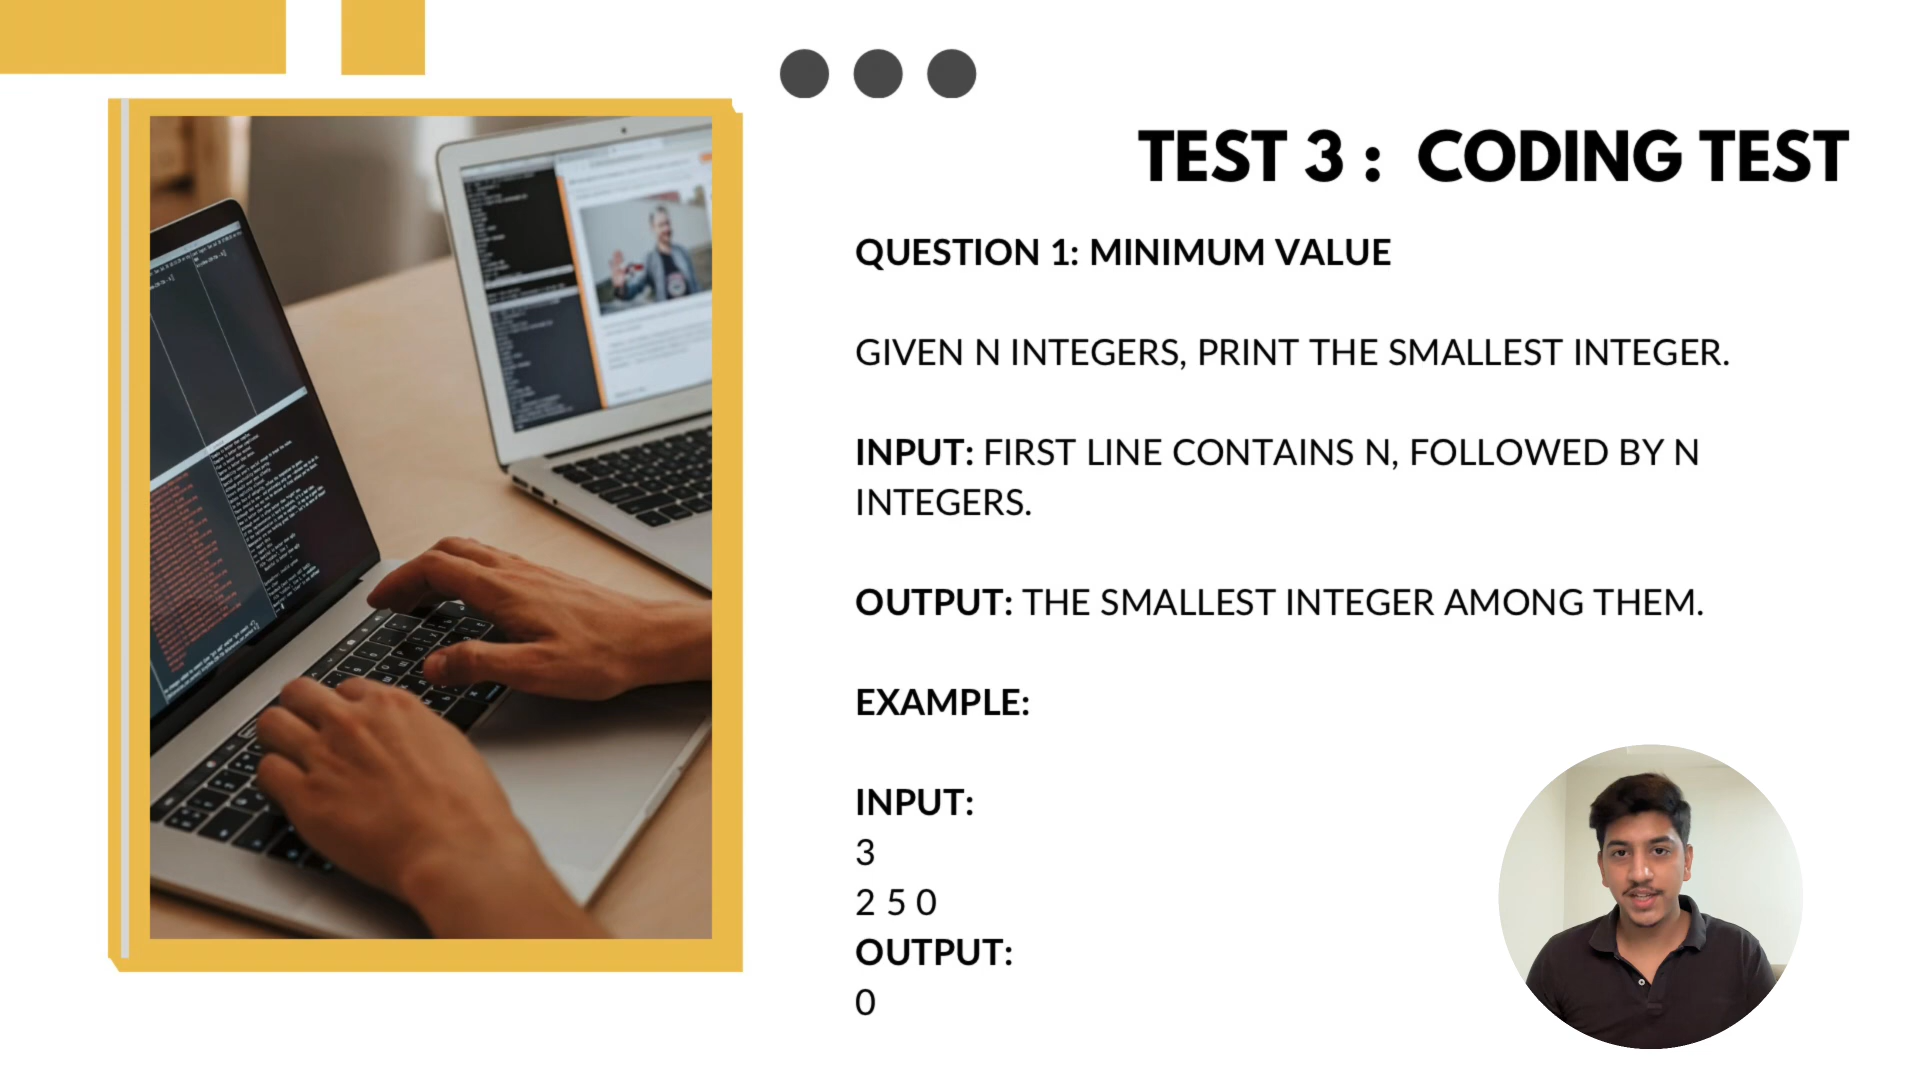 TEST 3 : CODING TEST
QUESTION 1: MINIMUM VALUE
GIVEN N INTEGERS, PRINT THE SMALLEST INTEGER.
INPUT: FIRST LINE CONTAINS N, FOLLOWED BY N
INTEGERS.
OUTPUT: THE SMALLEST INTEGER AMONG THEM.
EXAMPLE:
INPUT:
3
2 5 0
OUTPUT:
0